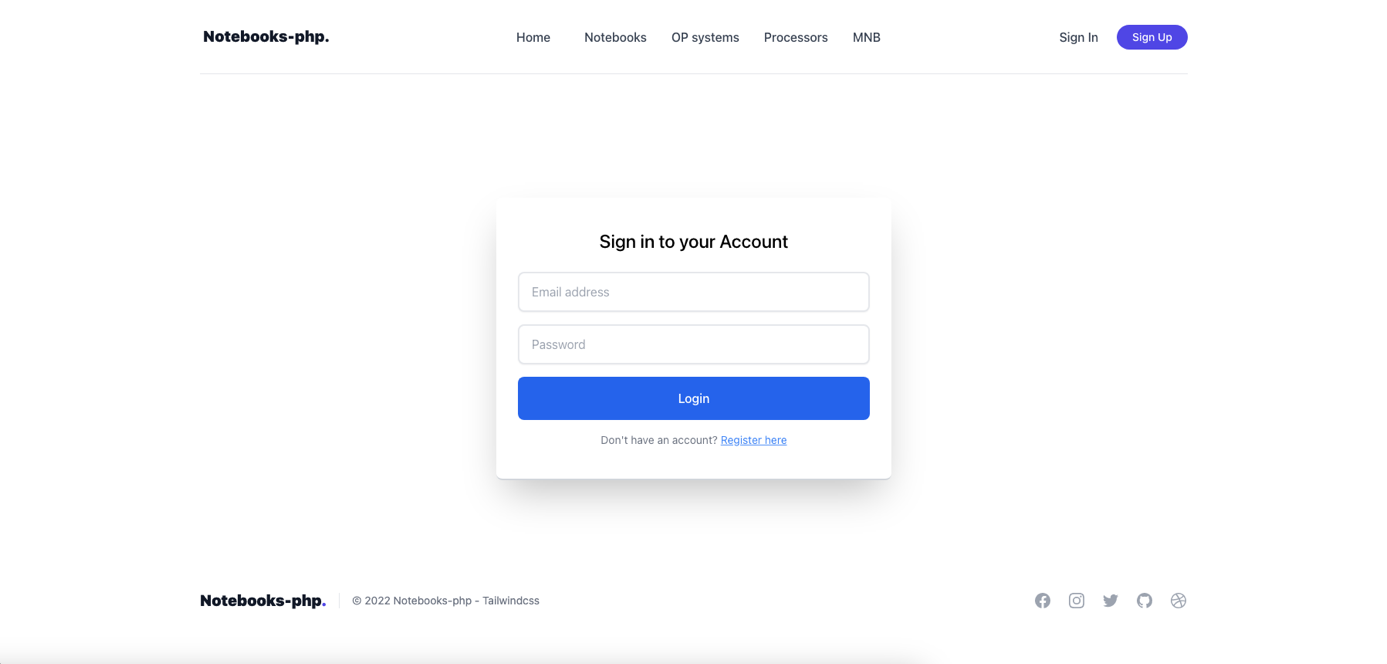 Notebooks-php. Home Notebooks OP systems Processors MNB Sign In Sign Up
Sign in to your Account
Email address
Password
Login
Don't have an account? Register here
Notebooks-php. © 2022 Notebooks-php - Tailwindcss